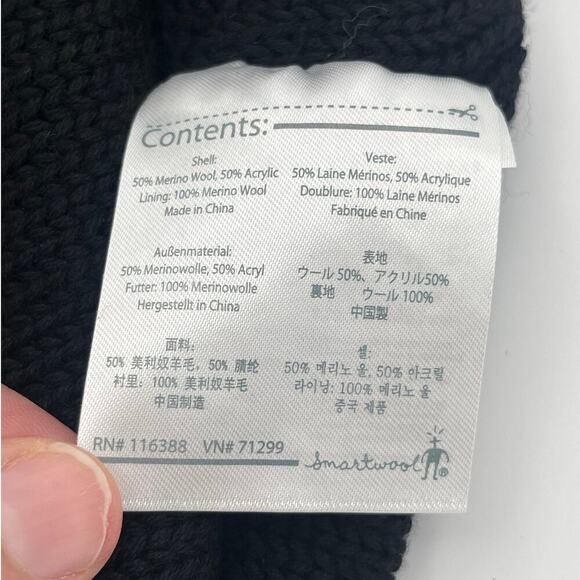 Contents:
Shell:
50% Merino Wool, 50% Acrylic
Lining: 100% Merino Wool
Made in China
Veste:
50% Laine Mérinos, 50% Acrylique
Doublure: 100% Laine Mérinos
Fabriqué en Chine
Außenmaterial:
50% Merinowolle, 50% Acryl
Futter: 100% Merinowolle
Hergestellt in China
表地
ウール 50%、アクリル50%
裏地 ウール 100%
中国製
面料:
50% 美利奴羊毛, 50% 腈纶
衬里: 100% 美利奴羊毛
中国制造
셸:
50% 메리노 울, 50% 아크릴
라이닝: 100% 메리노 울
중국 제품
RN# 116388 VN# 71299
Smartwool®